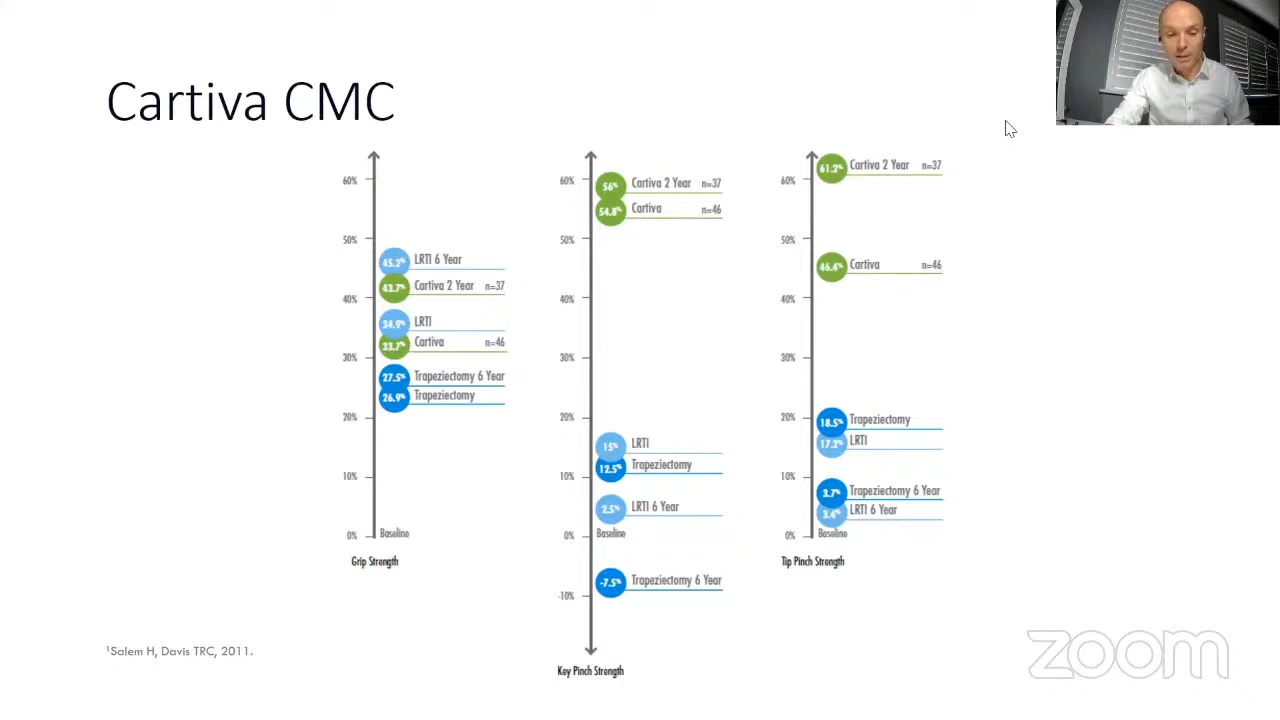 Cartiva CMC
60%
50%
40%
30%
20%
10%
0%
45.2% LRTI 6 Year
43.7% Cartiva 2 Year n=37
34.9% LRTI
33.7% Cartiva n=46
27.5% Trapeziectomy 6 Year
26.9% Trapeziectomy
Baseline
Grip Strength
60%
50%
40%
30%
20%
10%
0%
-10%
56% Cartiva 2 Year n=37
54.8% Cartiva n=46
15% LRTI
12.5% Trapeziectomy
2.5% LRTI 6 Year
Baseline
-7.5% Trapeziectomy 6 Year
Key Pinch Strength
60%
50%
40%
30%
20%
10%
0%
61.2% Cartiva 2 Year n=37
46.4% Cartiva n=46
18.5% Trapeziectomy
17.2% LRTI
3.7% Trapeziectomy 6 Year
3.4% LRTI 6 Year
Baseline
Tip Pinch Strength
¹Salem H, Davis TRC, 2011.
zoom